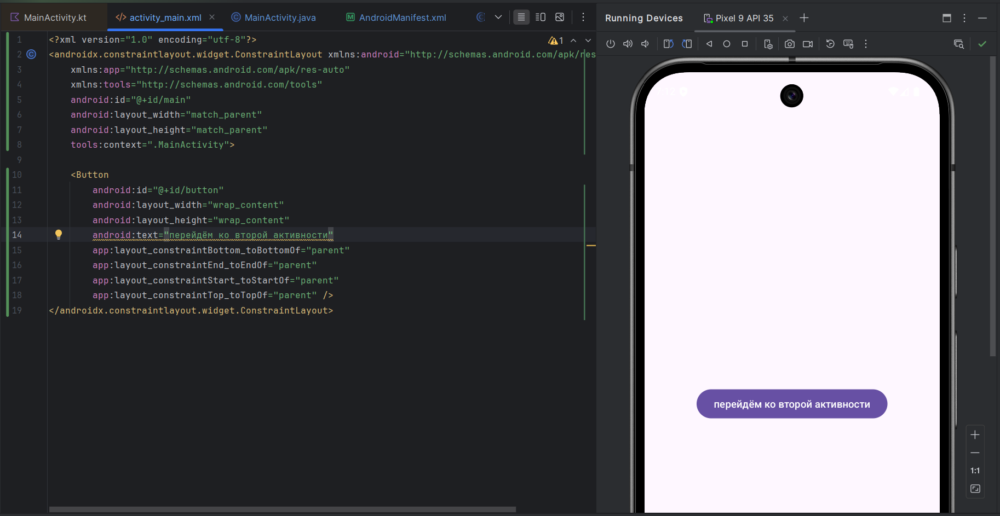 MainActivity.kt
activity_main.xml
MainActivity.java
AndroidManifest.xml
Running Devices
Pixel 9 API 35
1
1 <?xml version="1.0" encoding="utf-8"?>
2 <androidx.constraintlayout.widget.ConstraintLayout xmlns:android="http://schemas.android.com/apk/res
3 xmlns:app="http://schemas.android.com/apk/res-auto"
4 xmlns:tools="http://schemas.android.com/tools"
5 android:id="@+id/main"
6 android:layout_width="match_parent"
7 android:layout_height="match_parent"
8 tools:context=".MainActivity">
9
10 <Button
11 android:id="@+id/button"
12 android:layout_width="wrap_content"
13 android:layout_height="wrap_content"
14 android:text="перейдём ко второй активности"
15 app:layout_constraintBottom_toBottomOf="parent"
16 app:layout_constraintEnd_toEndOf="parent"
17 app:layout_constraintStart_toStartOf="parent"
18 app:layout_constraintTop_toTopOf="parent" />
19 </androidx.constraintlayout.widget.ConstraintLayout>
перейдём ко второй активности
1:1